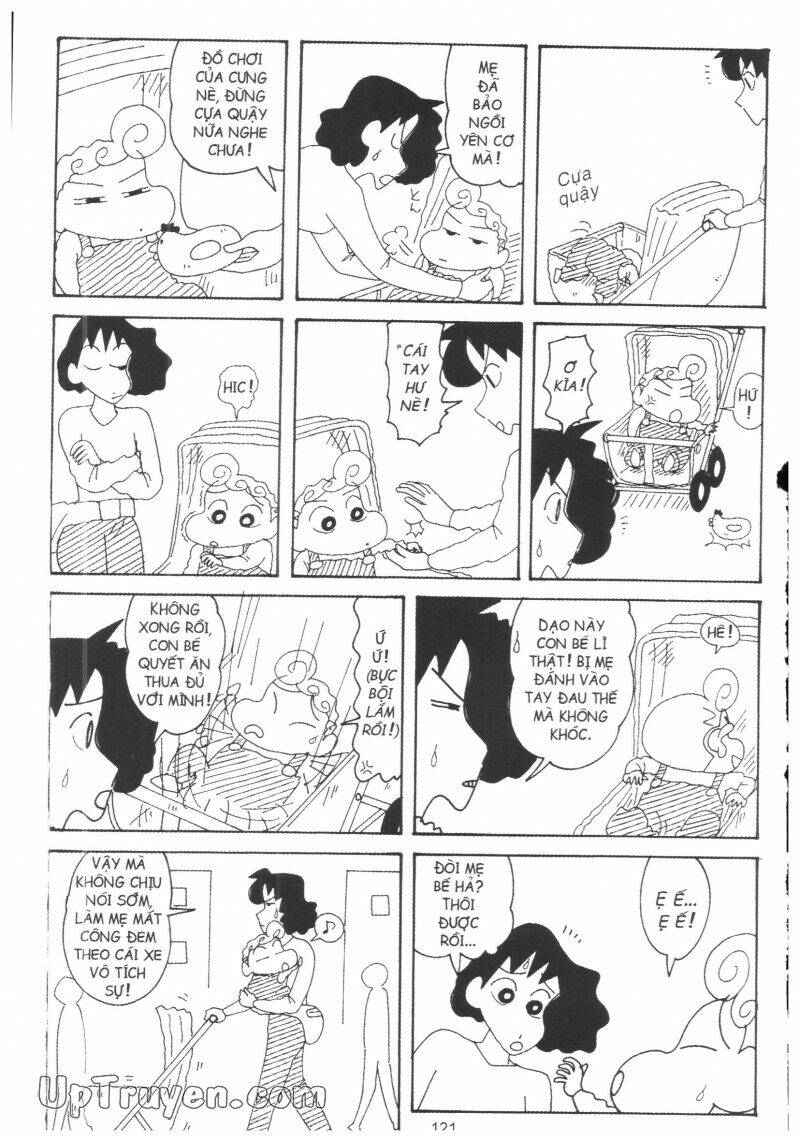 Cựa
quậy
MẸ
ĐÃ
BẢO
NGỒI
YÊN CƠ
MÀ!
ĐỒ CHƠI
CỦA CƯNG
NÈ, ĐỪNG
CỰA QUẬY
NỮA NGHE
CHƯA!
HỨ
!
Ơ
KÌA!
"CÁI
TAY HƯ
NÈ!
HIC!
HÊ!
DẠO NÀY
CON BÉ LÌ
THẬT! BỊ MẸ
ĐÁNH VÀO
TAY ĐAU THẾ
MÀ KHÔNG
KHÓC.
Ứ
Ứ!
(BỰC
BỘI
LẮM
RỒI!)
KHÔNG
XONG RỒI,
CON BÉ
QUYẾT ĂN
THUA ĐỦ
VỚI MÌNH!
Ẹ Ế...
Ẹ Ế!
ĐÒI MẸ
BẾ HẢ?
THÔI
ĐƯỢC
RỒI...
VẬY MÀ
KHÔNG CHỊU
NÓI SỚM,
LÀM MẸ MẤT
CÔNG ĐEM
THEO CÁI XE
VÔ TÍCH
SỰ!
UpTruyen.com
121